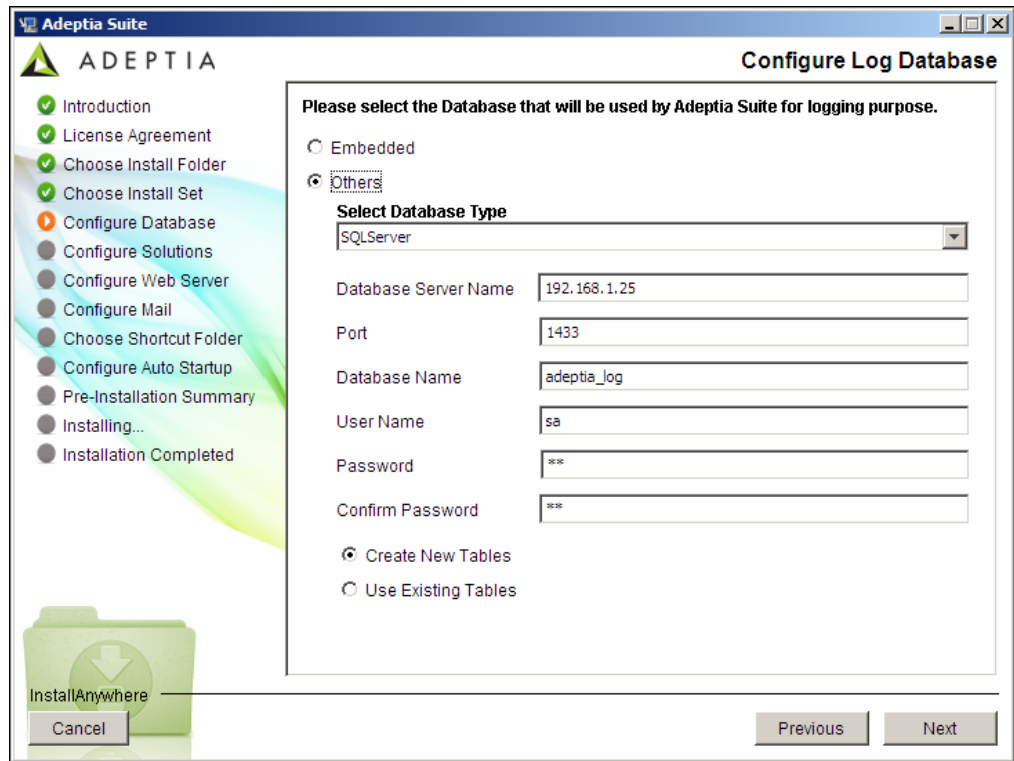 Adeptia Suite
ADEPTIA
Configure Log Database
Introduction
License Agreement
Choose Install Folder
Choose Install Set
Configure Database
Configure Solutions
Configure Web Server
Configure Mail
Choose Shortcut Folder
Configure Auto Startup
Pre-Installation Summary
Installing...
Installation Completed
Please select the Database that will be used by Adeptia Suite for logging purpose.
Embedded
Others
Select Database Type
SQLServer
Database Server Name 192.168.1.25
Port 1433
Database Name adeptia_log
User Name sa
Password **
Confirm Password **
Create New Tables
Use Existing Tables
InstallAnywhere
Cancel Previous Next